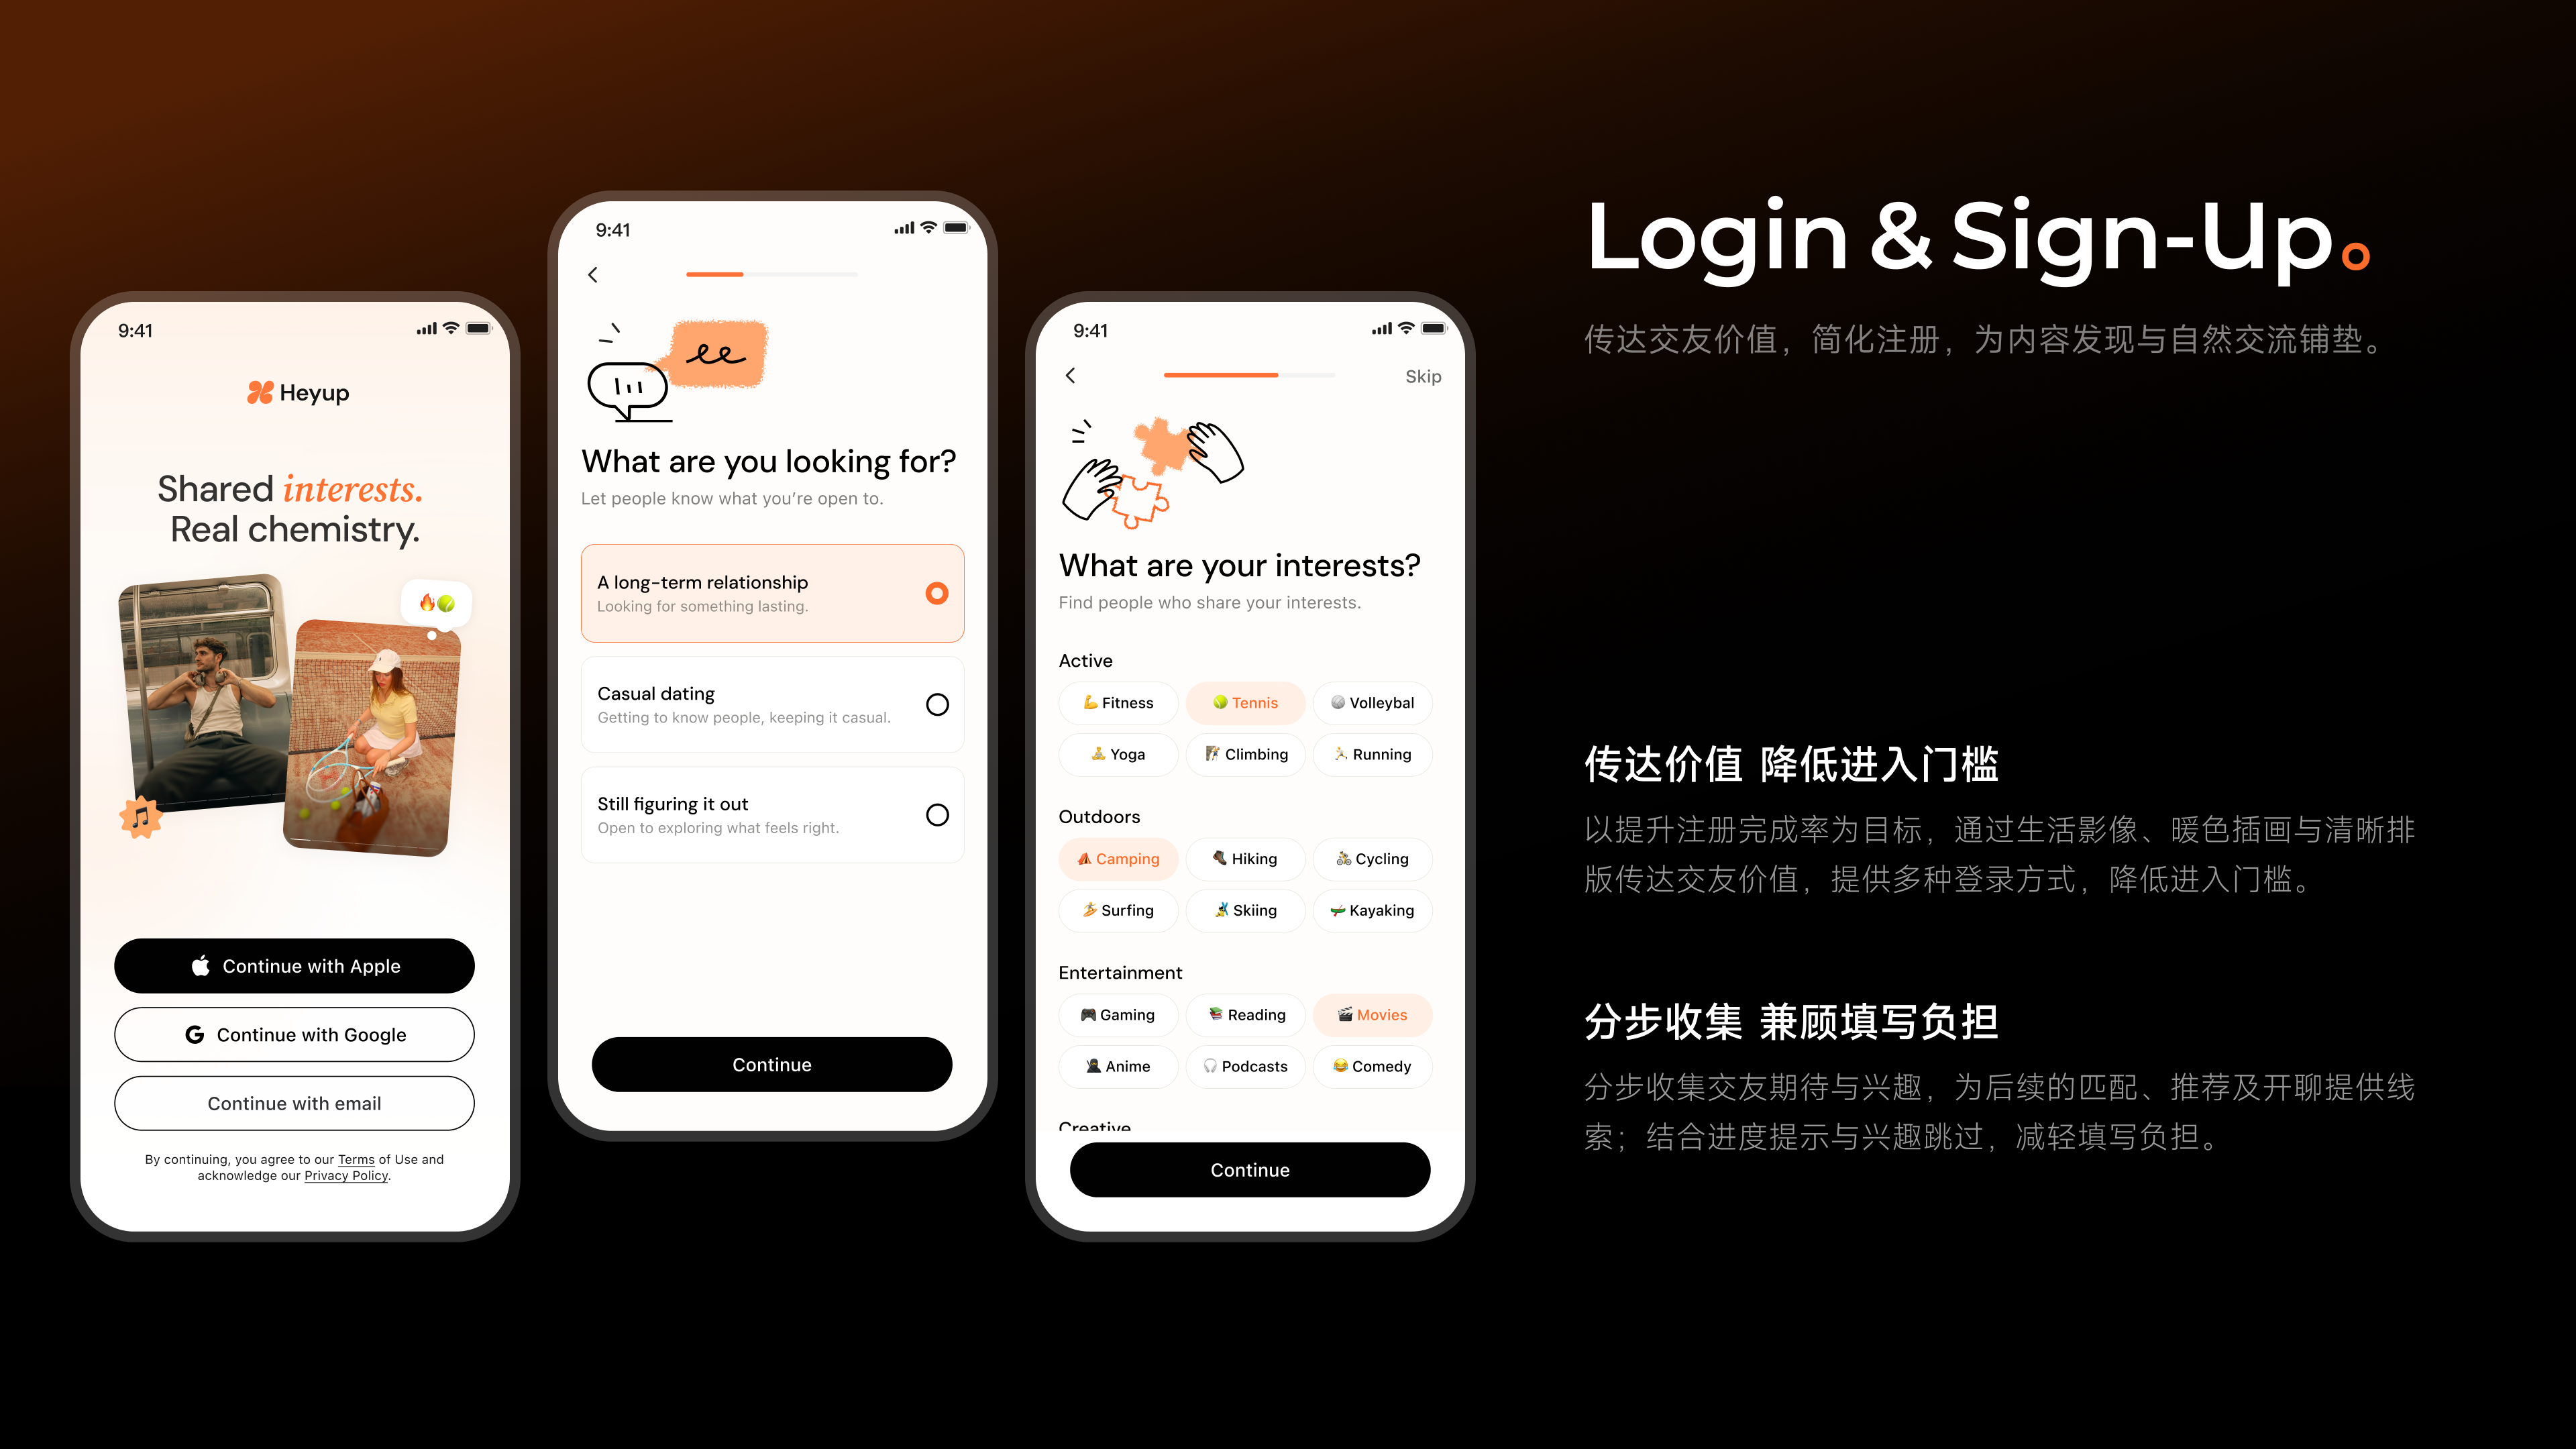 9:41
Heyup
Shared interests.
Real chemistry.
Continue with Apple
Continue with Google
Continue with email
By continuing, you agree to our Terms of Use and
acknowledge our Privacy Policy.
9:41
What are you looking for?
Let people know what you're open to.
A long-term relationship
Looking for something lasting.
Casual dating
Getting to know people, keeping it casual.
Still figuring it out
Open to exploring what feels right.
Continue
9:41
Skip
What are your interests?
Find people who share your interests.
Active
Fitness Tennis Volleybal
Yoga Climbing Running
Outdoors
Camping Hiking Cycling
Surfing Skiing Kayaking
Entertainment
Gaming Reading Movies
Anime Podcasts Comedy
Creative
Continue
Login & Sign-Up。
传达交友价值，简化注册，为内容发现与自然交流铺垫。
传达价值 降低进入门槛
以提升注册完成率为目标，通过生活影像、暖色插画与清晰排
版传达交友价值，提供多种登录方式，降低进入门槛。
分步收集 兼顾填写负担
分步收集交友期待与兴趣，为后续的匹配、推荐及开聊提供线
索；结合进度提示与兴趣跳过，减轻填写负担。